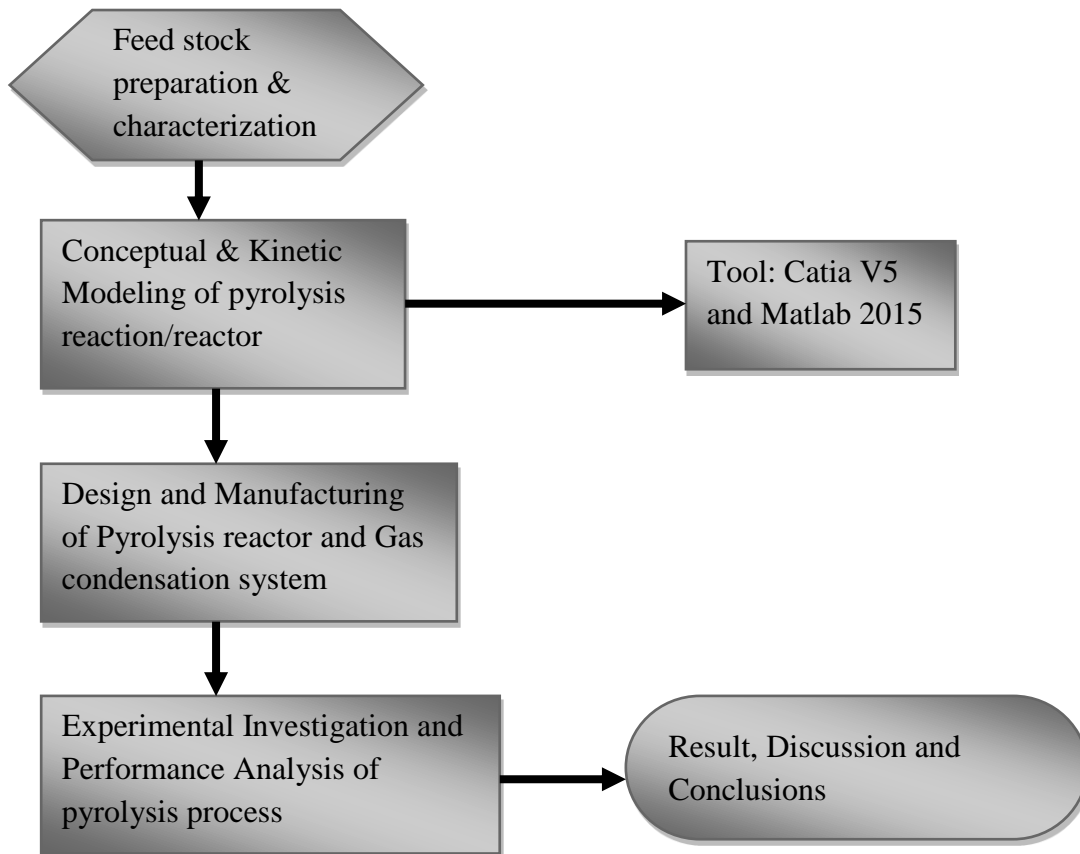 Feed stock
preparation &
characterization
Conceptual & Kinetic
Modeling of pyrolysis
reaction/reactor
Tool: Catia V5
and Matlab 2015
Design and Manufacturing
of Pyrolysis reactor and Gas
condensation system
Experimental Investigation and
Performance Analysis of
pyrolysis process
Result, Discussion and
Conclusions